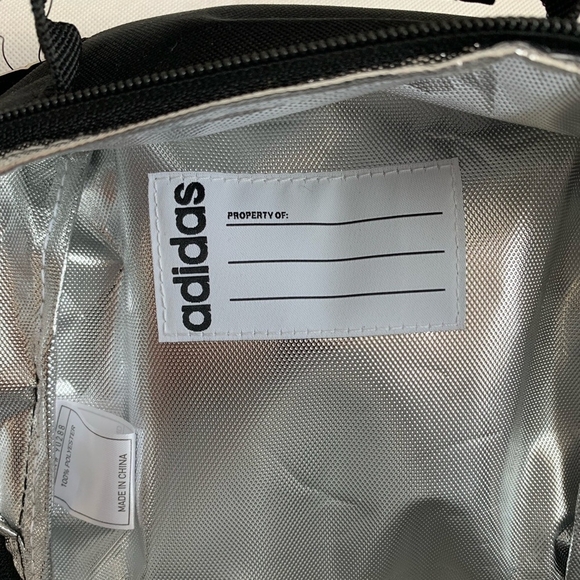 adidas
PROPERTY OF:
100% POLYESTER
MADE IN CHINA